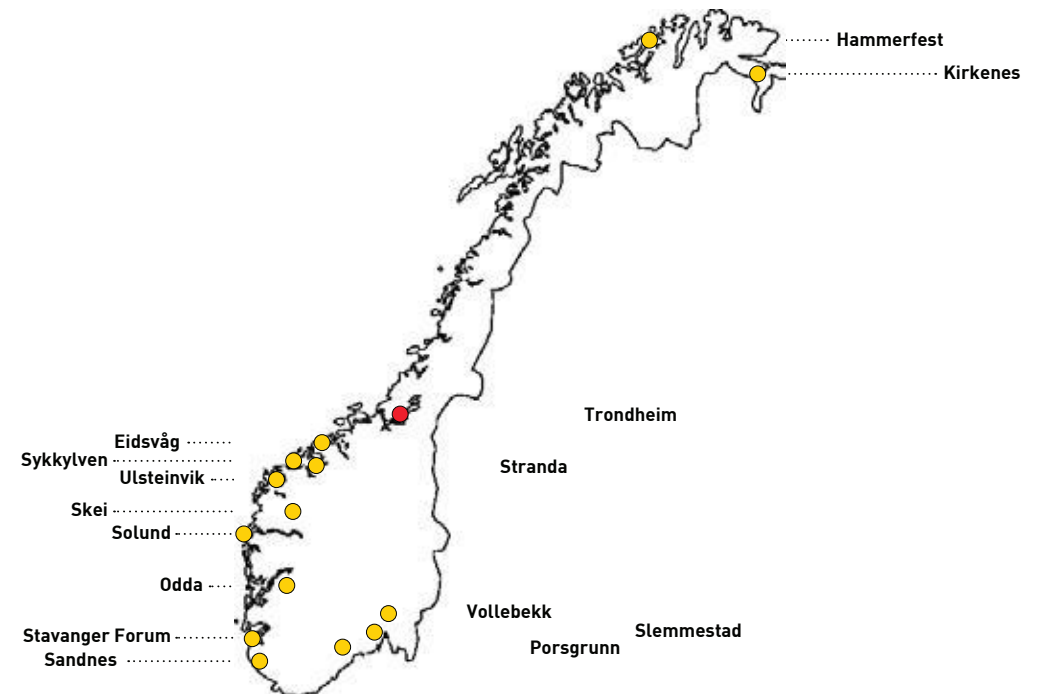 Hammerfest
Kirkenes
Trondheim
Eidsvåg
Sykkylven
Stranda
Ulsteinvik
Skei
Solund
Odda
Vollebekk
Slemmestad
Stavanger Forum
Porsgrunn
Sandnes